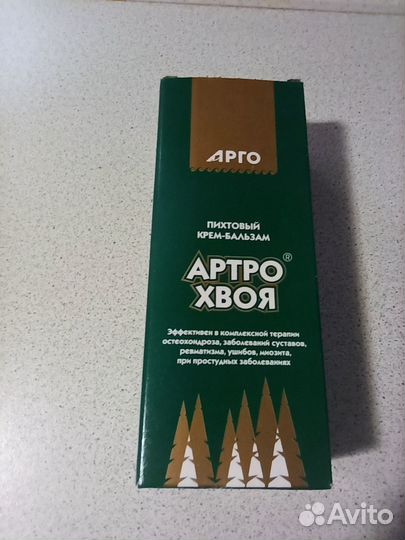 АРГО
ПИХТОВЫЙ
КРЕМ-БАЛЬЗАМ
АРТРО®
ХВОЯ
Эффективен в комплексной терапии
остеохондроза, заболеваний суставов,
ревматизма, ушибов, миозита,
при простудных заболеваниях
Avito